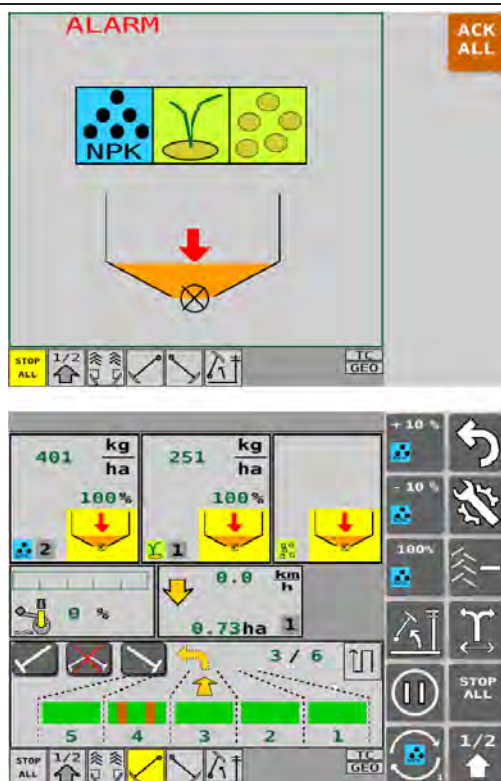 ALARM
ACK
ALL
NPK
STOP
ALL
1/2
TC
GEO
+10 %
401 kg
ha
251 kg
ha
100%
100%
- 10 %
2
1
100%
0 %
0.0 km
h
0.73ha 1
3 / 6
STOP
ALL
5 4 3 2 1
1/2
1
STOP
ALL
1/2
TC
GEO